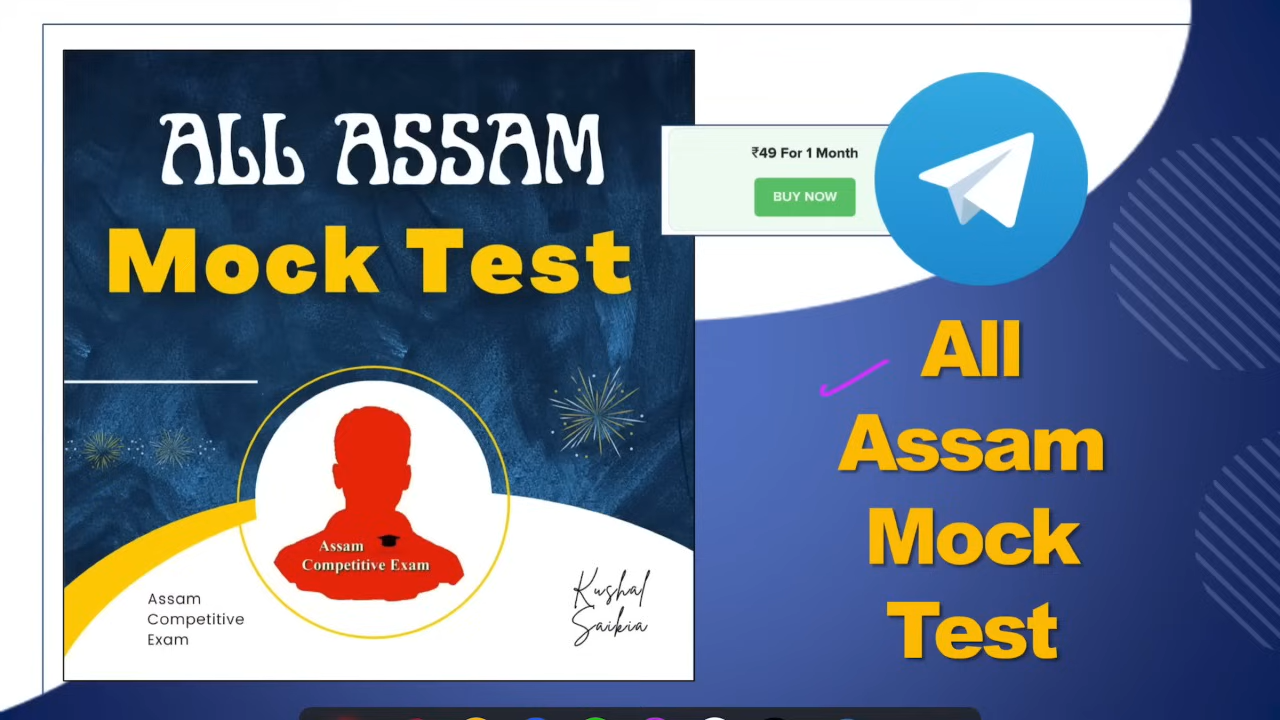 ALL ASSAM
Mock Test
Assam
Competitive Exam
Assam
Competitive
Exam
Kushal
Saikia
₹49 For 1 Month
BUY NOW
All
Assam
Mock
Test